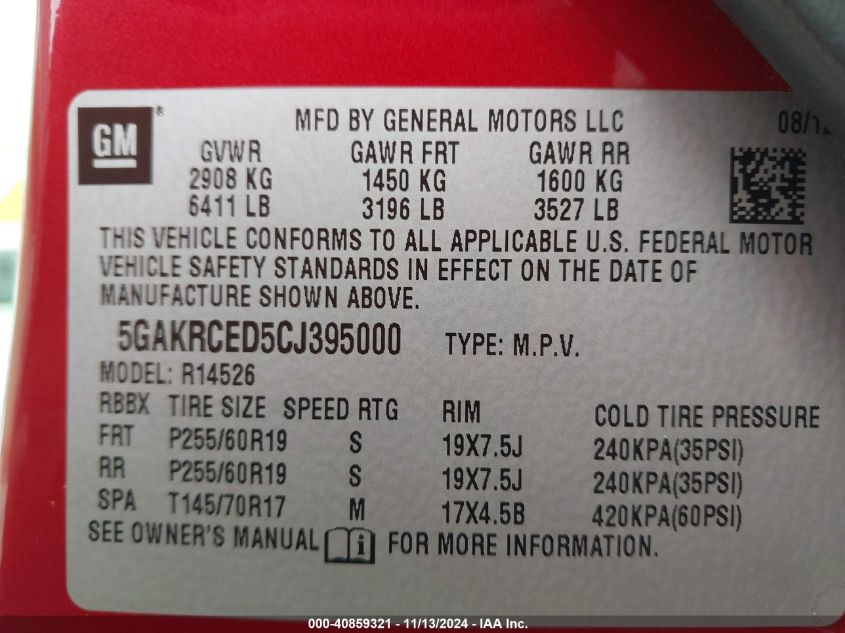 GM ®
MFD BY GENERAL MOTORS LLC 08/12
GVWR GAWR FRT GAWR RR
2908 KG 1450 KG 1600 KG
6411 LB 3196 LB 3527 LB
THIS VEHICLE CONFORMS TO ALL APPLICABLE U.S. FEDERAL MOTOR
VEHICLE SAFETY STANDARDS IN EFFECT ON THE DATE OF
MANUFACTURE SHOWN ABOVE.
5GAKRCED5CJ395000 TYPE: M.P.V.
MODEL: R14526
RBBX TIRE SIZE SPEED RTG RIM COLD TIRE PRESSURE
FRT P255/60R19 S 19X7.5J 240KPA(35PSI)
RR P255/60R19 S 19X7.5J 240KPA(35PSI)
SPA T145/70R17 M 17X4.5B 420KPA(60PSI)
SEE OWNER'S MANUAL i FOR MORE INFORMATION.
000-40859321 - 11/13/2024 - IAA Inc.